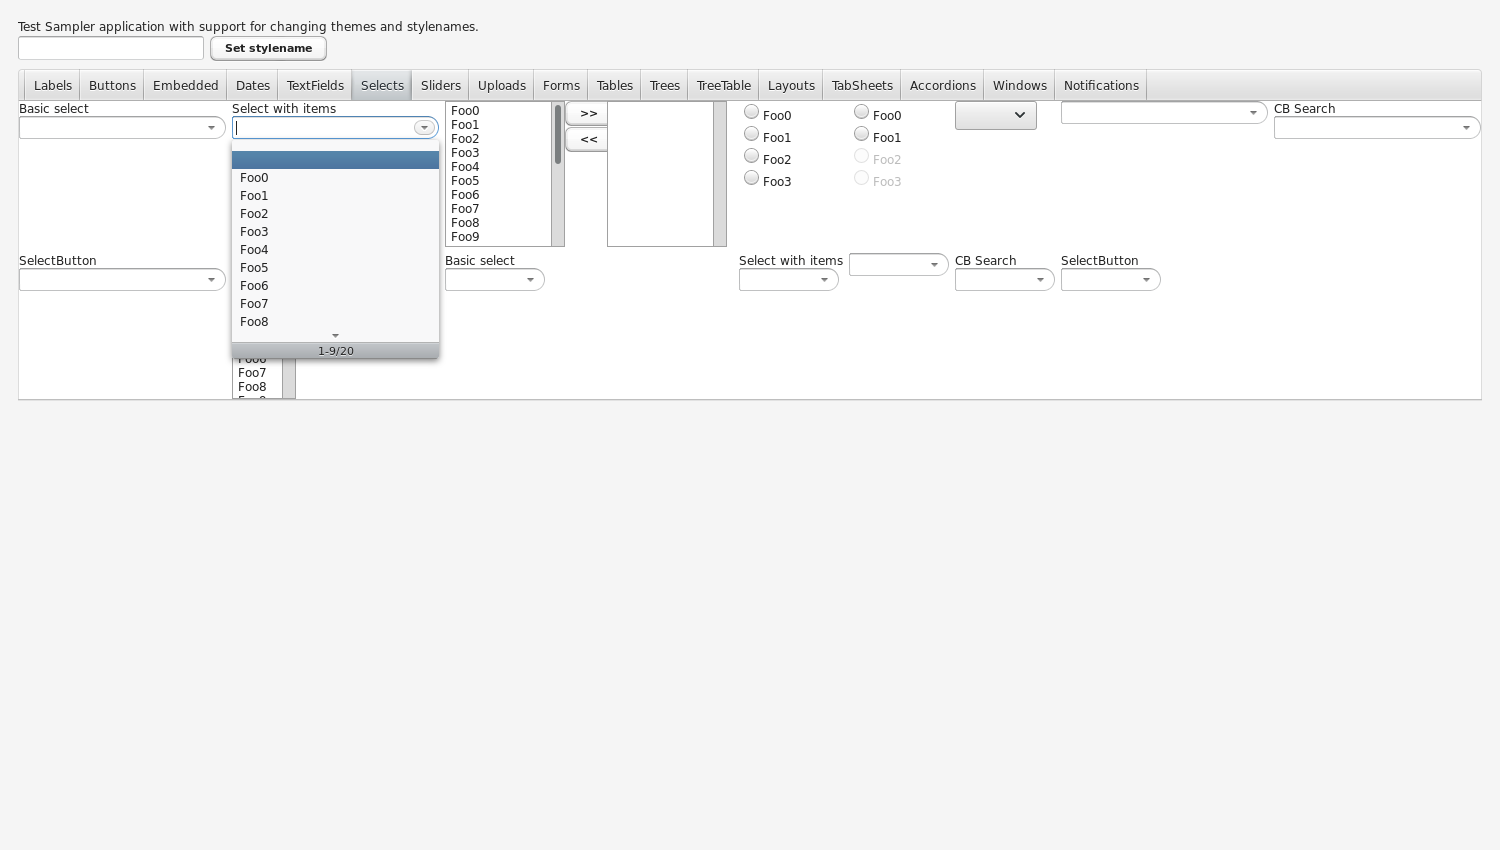 Test Sampler application with support for changing themes and stylenames.
Set stylename
Labels Buttons Embedded Dates TextFields Selects Sliders Uploads Forms Tables Trees TreeTable Layouts TabSheets Accordions Windows Notifications
Basic select
Select with items
Foo0
Foo1
Foo2
Foo3
Foo4
Foo5
Foo6
Foo7
Foo8
1-9/20
Foo0
Foo1
Foo2
Foo3
Foo4
Foo5
Foo6
Foo7
Foo8
Foo9
>>
<<
Foo0
Foo1
Foo2
Foo3
Foo0
Foo1
Foo2
Foo3
CB Search
SelectButton
Foo6
Foo7
Foo8
Basic select
Select with items
CB Search
SelectButton